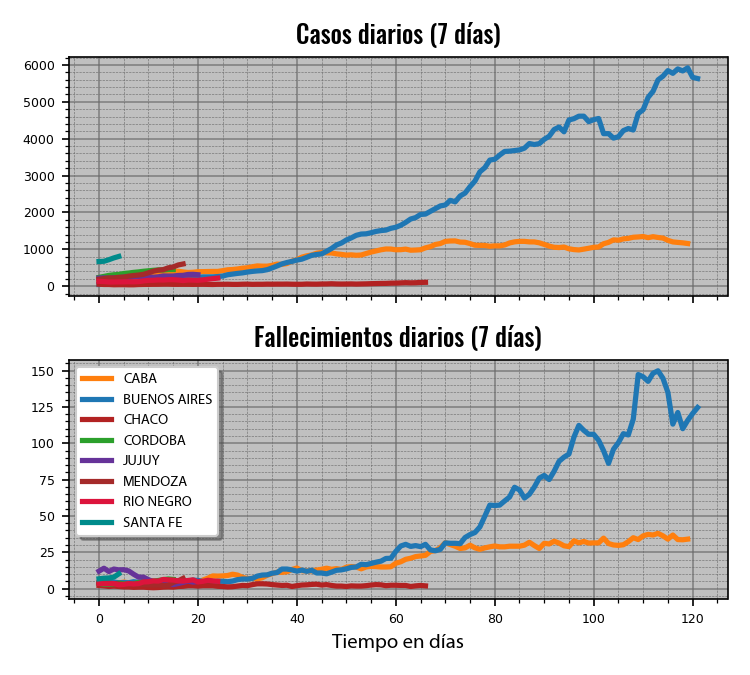 Casos diarios (7 días)
6000
5000
4000
3000
2000
1000
0
Fallecimientos diarios (7 días)
150
125
100
75
50
25
0
CABA
BUENOS AIRES
CHACO
CORDOBA
JUJUY
MENDOZA
RIO NEGRO
SANTA FE
0 20 40 60 80 100 120
Tiempo en días